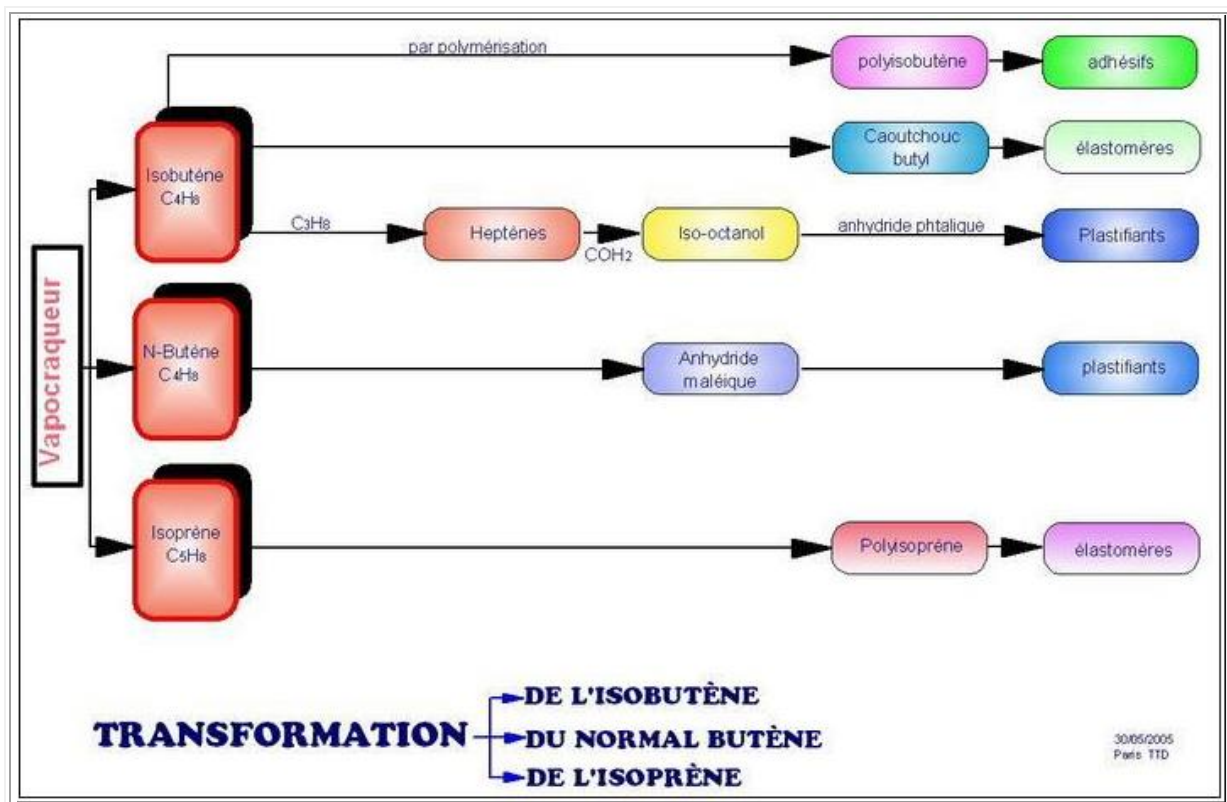 par polymérisation
polyisobutène
adhésifs
Isobutène
C4H8
Caoutchouc
butyl
élastomères
C3H8
Heptènes
COH2
Iso-octanol
anhydride phtalique
Plastifiants
Vapocraqueur
N-Butène
C4H8
Anhydride
maléique
plastifiants
Isoprène
C5H8
Polyisoprène
élastomères
TRANSFORMATION
DE L'ISOBUTÈNE
DU NORMAL BUTÈNE
DE L'ISOPRÈNE
30/05/2005
Paris TTD